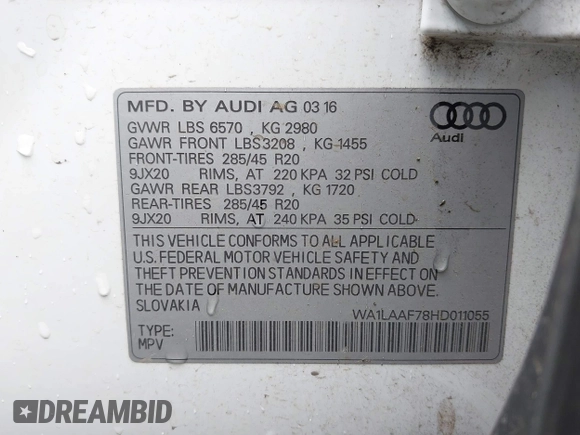 MFD. BY AUDI AG 03 16
GVWR LBS 6570 , KG 2980
GAWR FRONT LBS3208 , KG 1455
FRONT-TIRES 285/45 R20
9JX20 RIMS, AT 220 KPA 32 PSI COLD
GAWR REAR LBS3792 , KG 1720
REAR-TIRES 285/45 R20
9JX20 RIMS, AT 240 KPA 35 PSI COLD
Audi
THIS VEHICLE CONFORMS TO ALL APPLICABLE
U.S. FEDERAL MOTOR VEHICLE SAFETY AND
THEFT PREVENTION STANDARDS IN EFFECT ON
THE DATE OF MANUFACTURE SHOWN ABOVE.
SLOVAKIA
WA1LAAF78HD011055
TYPE:
MPV
DREAMBID